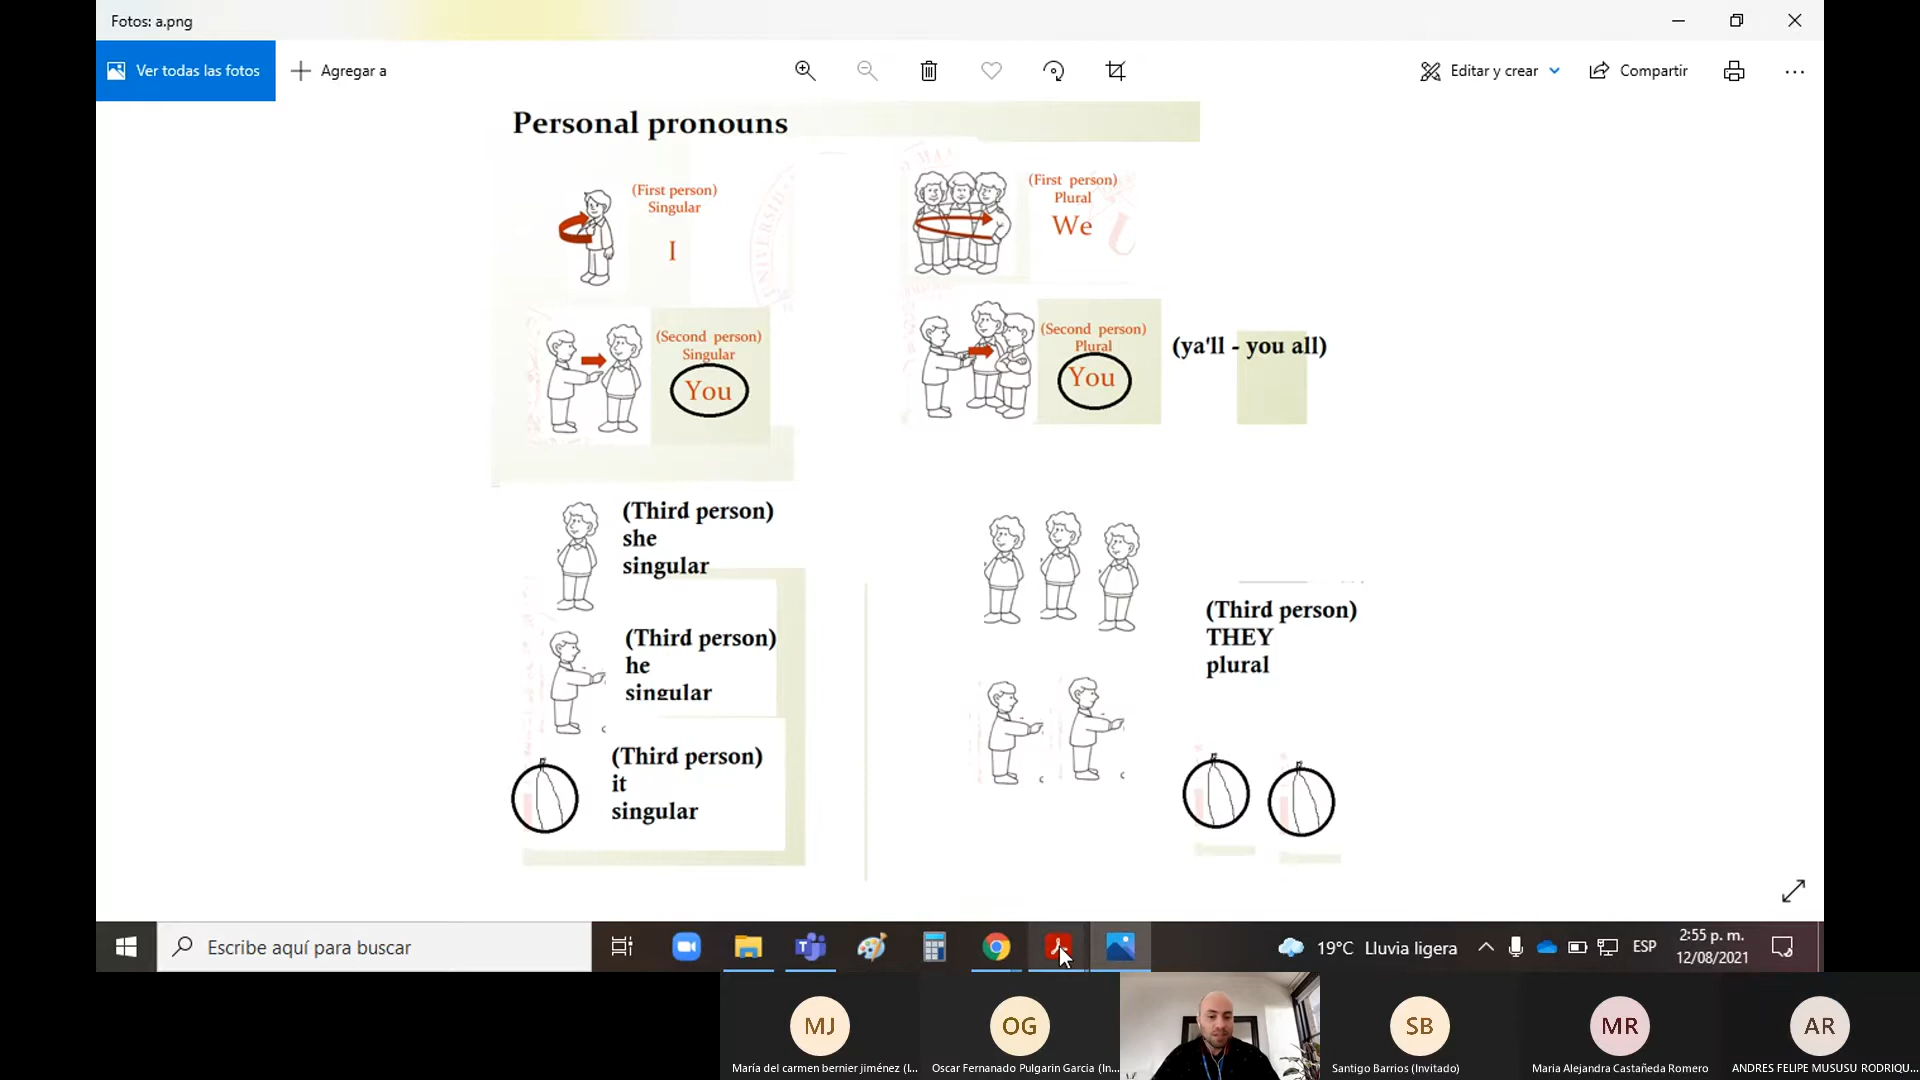 Fotos: a.png
Ver todas las fotos
Agregar a
Editar y crear
Compartir
Personal pronouns
(First person)
Singular
I
(First person)
Plural
We
(Second person)
Singular
You
(Second person)
Plural
You
(ya'll - you all)
(Third person)
she
singular
(Third person)
he
singular
(Third person)
it
singular
(Third person)
THEY
plural
Escribe aquí para buscar
19°C Lluvia ligera
ESP
2:55 p. m.
12/08/2021
MJ
OG
SB
MR
AR
María del carmen bernier jiménez (I...
Oscar Fernanado Pulgarin Garcia (In...
Santigo Barrios (Invitado)
Maria Alejandra Castañeda Romero
ANDRES FELIPE MUSUSU RODRIQU...